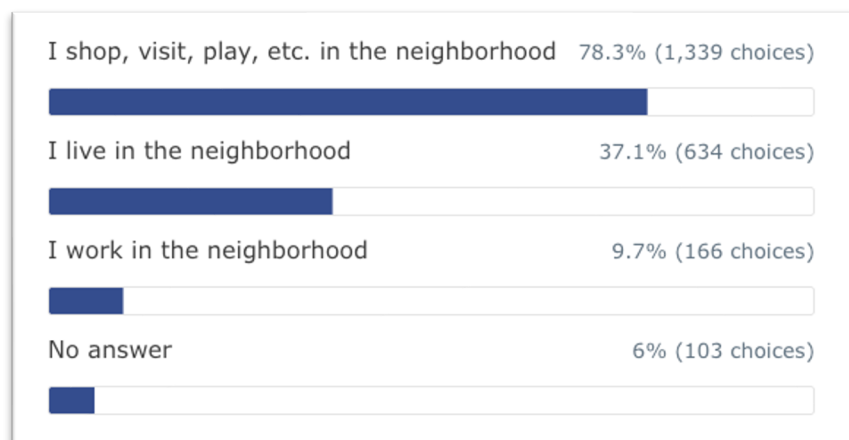 I shop, visit, play, etc. in the neighborhood 78.3% (1,339 choices)
I live in the neighborhood 37.1% (634 choices)
I work in the neighborhood 9.7% (166 choices)
No answer 6% (103 choices)